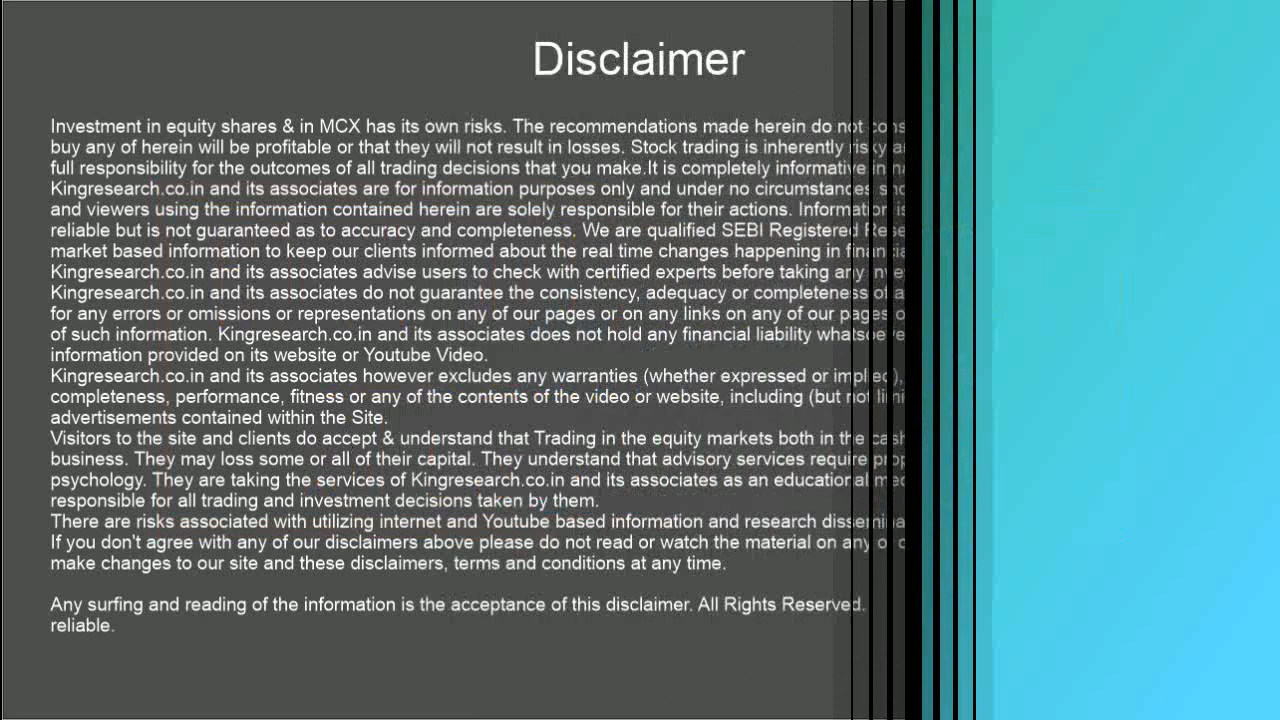 Disclaimer
Investment in equity shares & in MCX has its own risks. The recommendations made herein do not
buy any of herein will be profitable or that they will not result in losses. Stock trading is inherently risky
full responsibility for the outcomes of all trading decisions that you make.It is completely informative in
Kingresearch.co.in and its associates are for information purposes only and under no circumstances
and viewers using the information contained herein are solely responsible for their actions. Information is
reliable but is not guaranteed as to accuracy and completeness. We are qualified SEBI Registered
market based information to keep our clients informed about the real time changes happening in
Kingresearch.co.in and its associates advise users to check with certified experts before taking any
Kingresearch.co.in and its associates do not guarantee the consistency, adequacy or completeness of
for any errors or omissions or representations on any of our pages or on any links on any of our pages
of such information. Kingresearch.co.in and its associates does not hold any financial liability
information provided on its website or Youtube Video.
Kingresearch.co.in and its associates however excludes any warranties (whether expressed or implied),
completeness, performance, fitness or any of the contents of the video or website, including (but not
advertisements contained within the Site.
Visitors to the site and clients do accept & understand that Trading in the equity markets both in the cash
business. They may loss some or all of their capital. They understand that advisory services require
psychology. They are taking the services of Kingresearch.co.in and its associates as an educational
responsible for all trading and investment decisions taken by them.
There are risks associated with utilizing internet and Youtube based information and research
If you don't agree with any of our disclaimers above please do not read or watch the material on any
make changes to our site and these disclaimers, terms and conditions at any time.
Any surfing and reading of the information is the acceptance of this disclaimer. All Rights Reserved.
reliable.